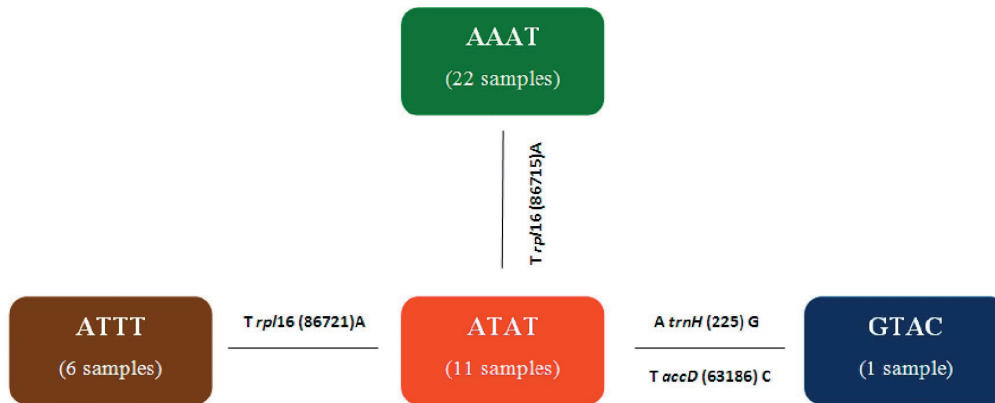 AAAT
(22 samples)
T rpl16 (86715)A
ATTT
(6 samples)
T rpl16 (86721)A
ATAT
(11 samples)
A trnH (225) G
T accD (63186) C
GTAC
(1 sample)